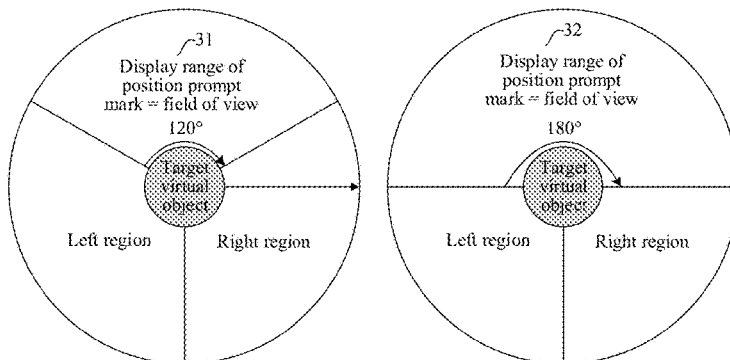 31
Display range of
position prompt
mark = field of view
120°
Target
virtual
object
Left region
Right region
32
Display range of
position prompt
mark = field of view
180°
Target
virtual
object
Left region
Right region